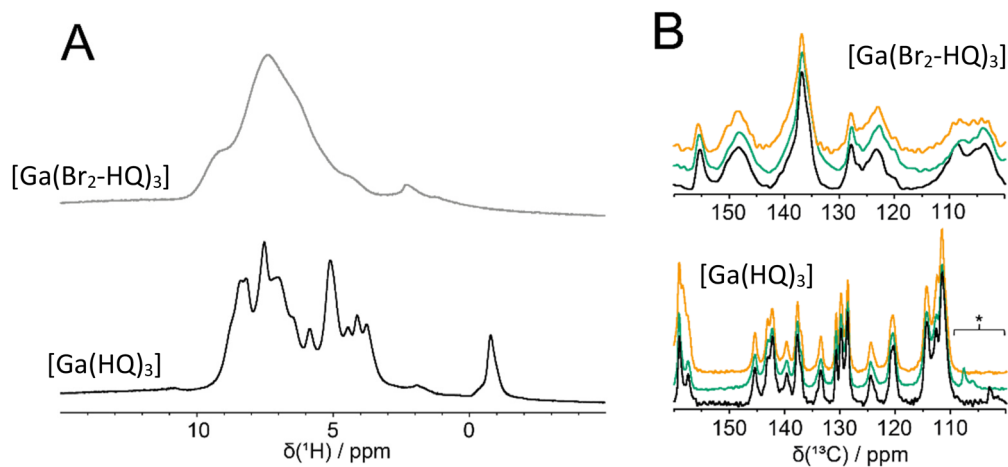 A
[Ga(Br₂-HQ)₃]
[Ga(HQ)₃]
10 5 0
δ(¹H) / ppm
B
[Ga(Br₂-HQ)₃]
150 140 130 120 110
[Ga(HQ)₃]
*
150 140 130 120 110
δ(¹³C) / ppm